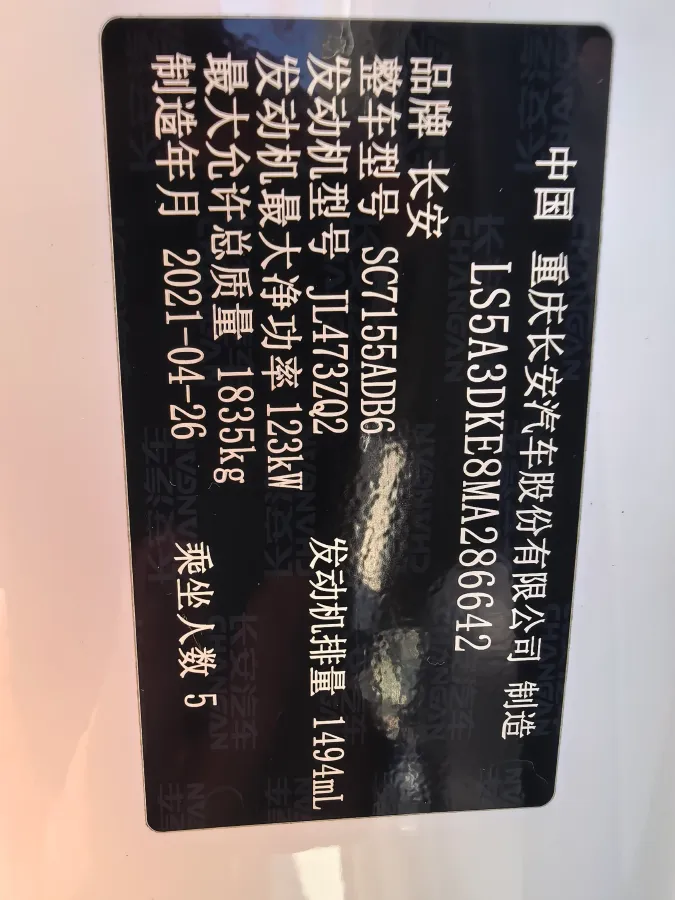 中国 重庆长安汽车股份有限公司 制造
LS5A3DKE8MA286642
品牌 长安
整车型号 SC7155ADB6
发动机型号 JL473ZQ2 发动机排量 1494mL
发动机最大净功率 123kW
最大允许总质量 1835kg
制造年月 2021-04-26 乘坐人数 5